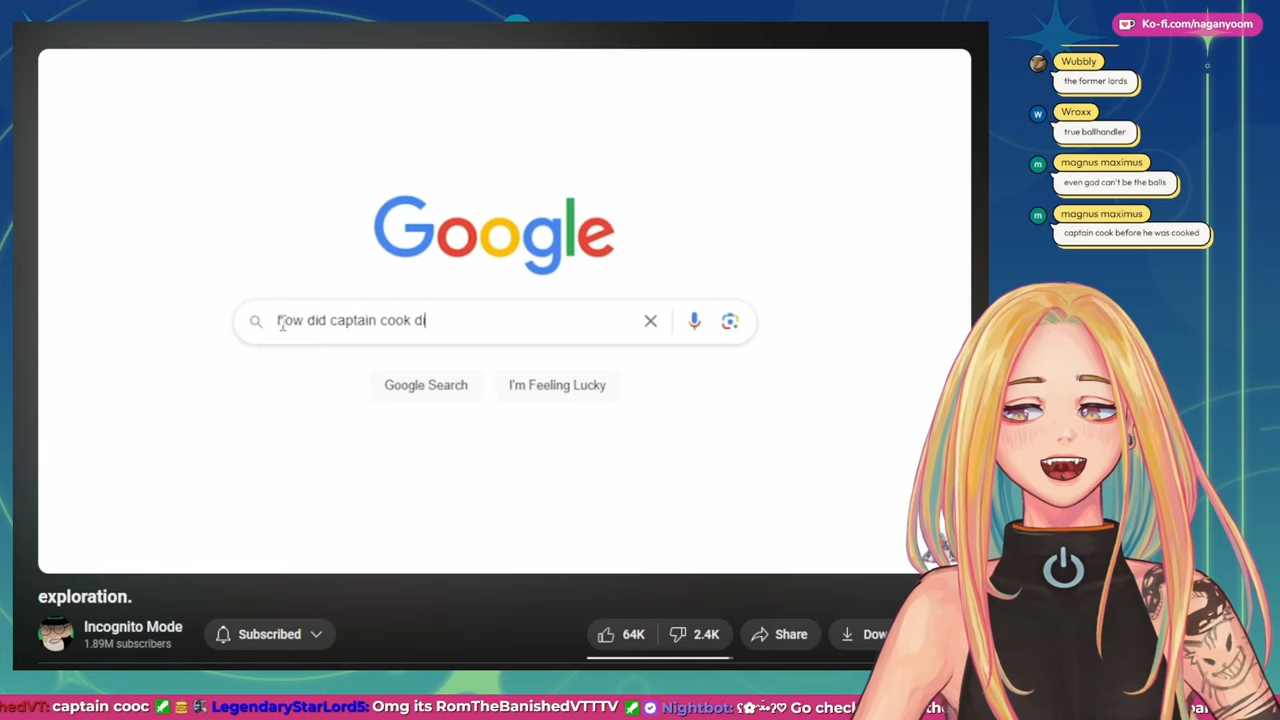 Ko-fi.com/naganyoom
Wubbly
the former lords
W
Wroxx
true ballhandler
m
magnus maximus
even god can't be the balls
m
magnus maximus
captain cook before he was cooked
Google
how did captain cook di
Google Search
I'm Feeling Lucky
exploration.
Incognito Mode
1.89M subscribers
Subscribed
64K
2.4K
Share
hedVT: captain cooc LegendaryStarLord5: Omg its RomTheBanishedVTTTV Nightbot: Go chec